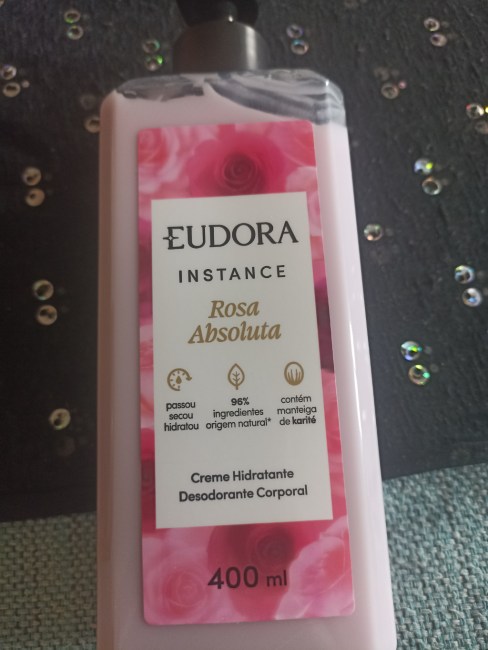 EUDORA
INSTANCE
Rosa
Absoluta
passou
secou
hidratou
96%
ingredientes
origem natural*
contém
manteiga
de karité
Creme Hidratante
Desodorante Corporal
400 ml